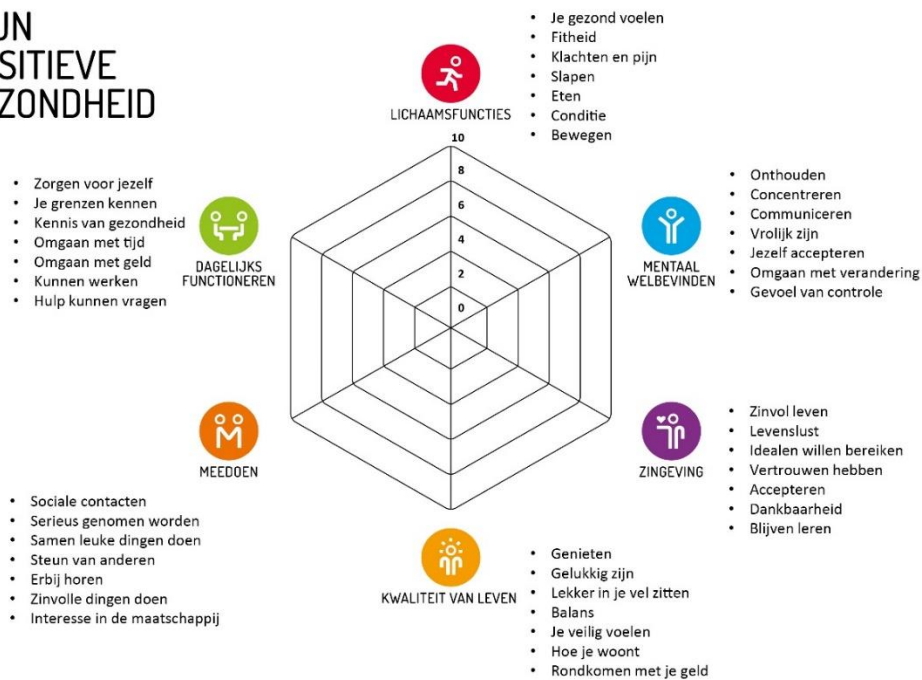 JN
SITIEVE
ZONDHEID
• Je gezond voelen
• Fitheid
• Klachten en pijn
• Slapen
• Eten
• Conditie
• Bewegen
LICHAAMSFUNCTIES
10
8
6
4
2
0
• Onthouden
• Concentreren
• Communiceren
• Vrolijk zijn
• Jezelf accepteren
• Omgaan met verandering
• Gevoel van controle
MENTAAL
WELBEVINDEN
• Zinvol leven
• Levenslust
• Idealen willen bereiken
• Vertrouwen hebben
• Accepteren
• Dankbaarheid
• Blijven leren
ZINGEVING
• Genieten
• Gelukkig zijn
• Lekker in je vel zitten
• Balans
• Je veilig voelen
• Hoe je woont
• Rondkomen met je geld
KWALITEIT VAN LEVEN
MEEDOEN
• Sociale contacten
• Serieus genomen worden
• Samen leuke dingen doen
• Steun van anderen
• Erbij horen
• Zinvolle dingen doen
• Interesse in de maatschappij
• Zorgen voor jezelf
• Je grenzen kennen
• Kennis van gezondheid
• Omgaan met tijd
• Omgaan met geld
• Kunnen werken
• Hulp kunnen vragen
DAGELIJKS
FUNCTIONEREN